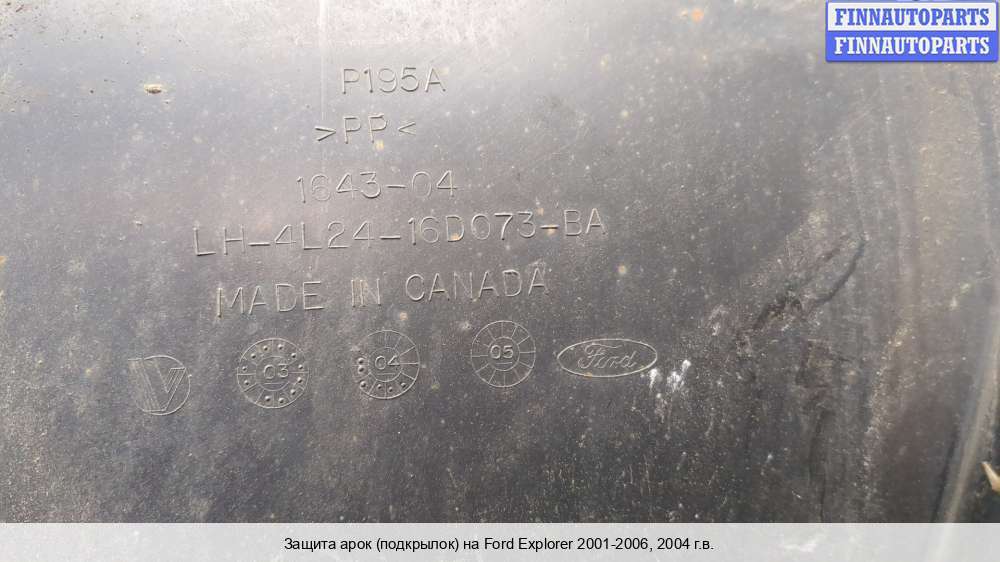 FINNAUTOPARTS
FINNAUTOPARTS
P195A
>PP<
1643-04
LH-4L24-16D073-BA
MADE IN CANADA
03 04 05 Ford
Защита арок (подкрылок) на Ford Explorer 2001-2006, 2004 г.в.